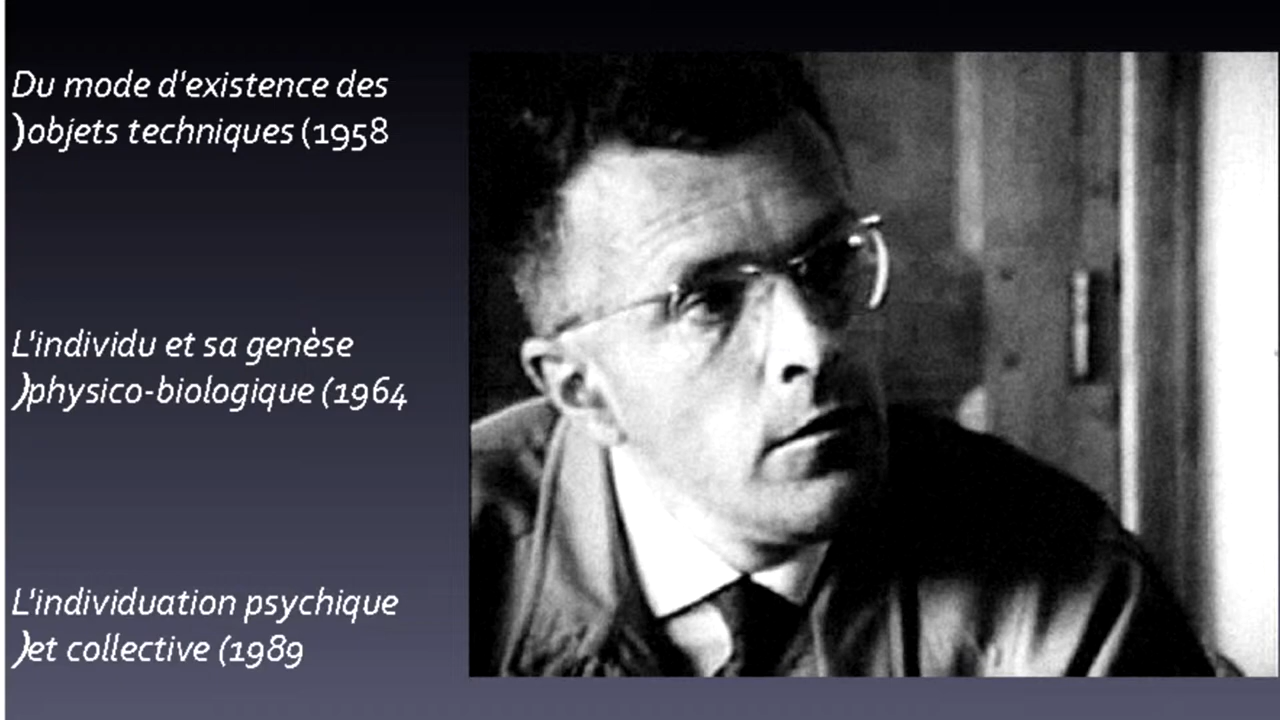 Du mode d'existence des
)objets techniques (1958
L'individu et sa genèse
)physico-biologique (1964
L'individuation psychique
)et collective (1989